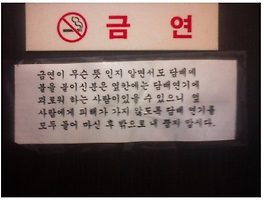 금연
금연이 무슨 뜻 인지 알면서도 담배에
불을 붙이신분은 옆칸에는 담배연기에
괴로워 하는 사람이있을 수 있으니 옆
사람에게 피해가 가지 않도록 담배 연기를
모두 들여 마신 후 밖으로 내 뿜지 맙시다.